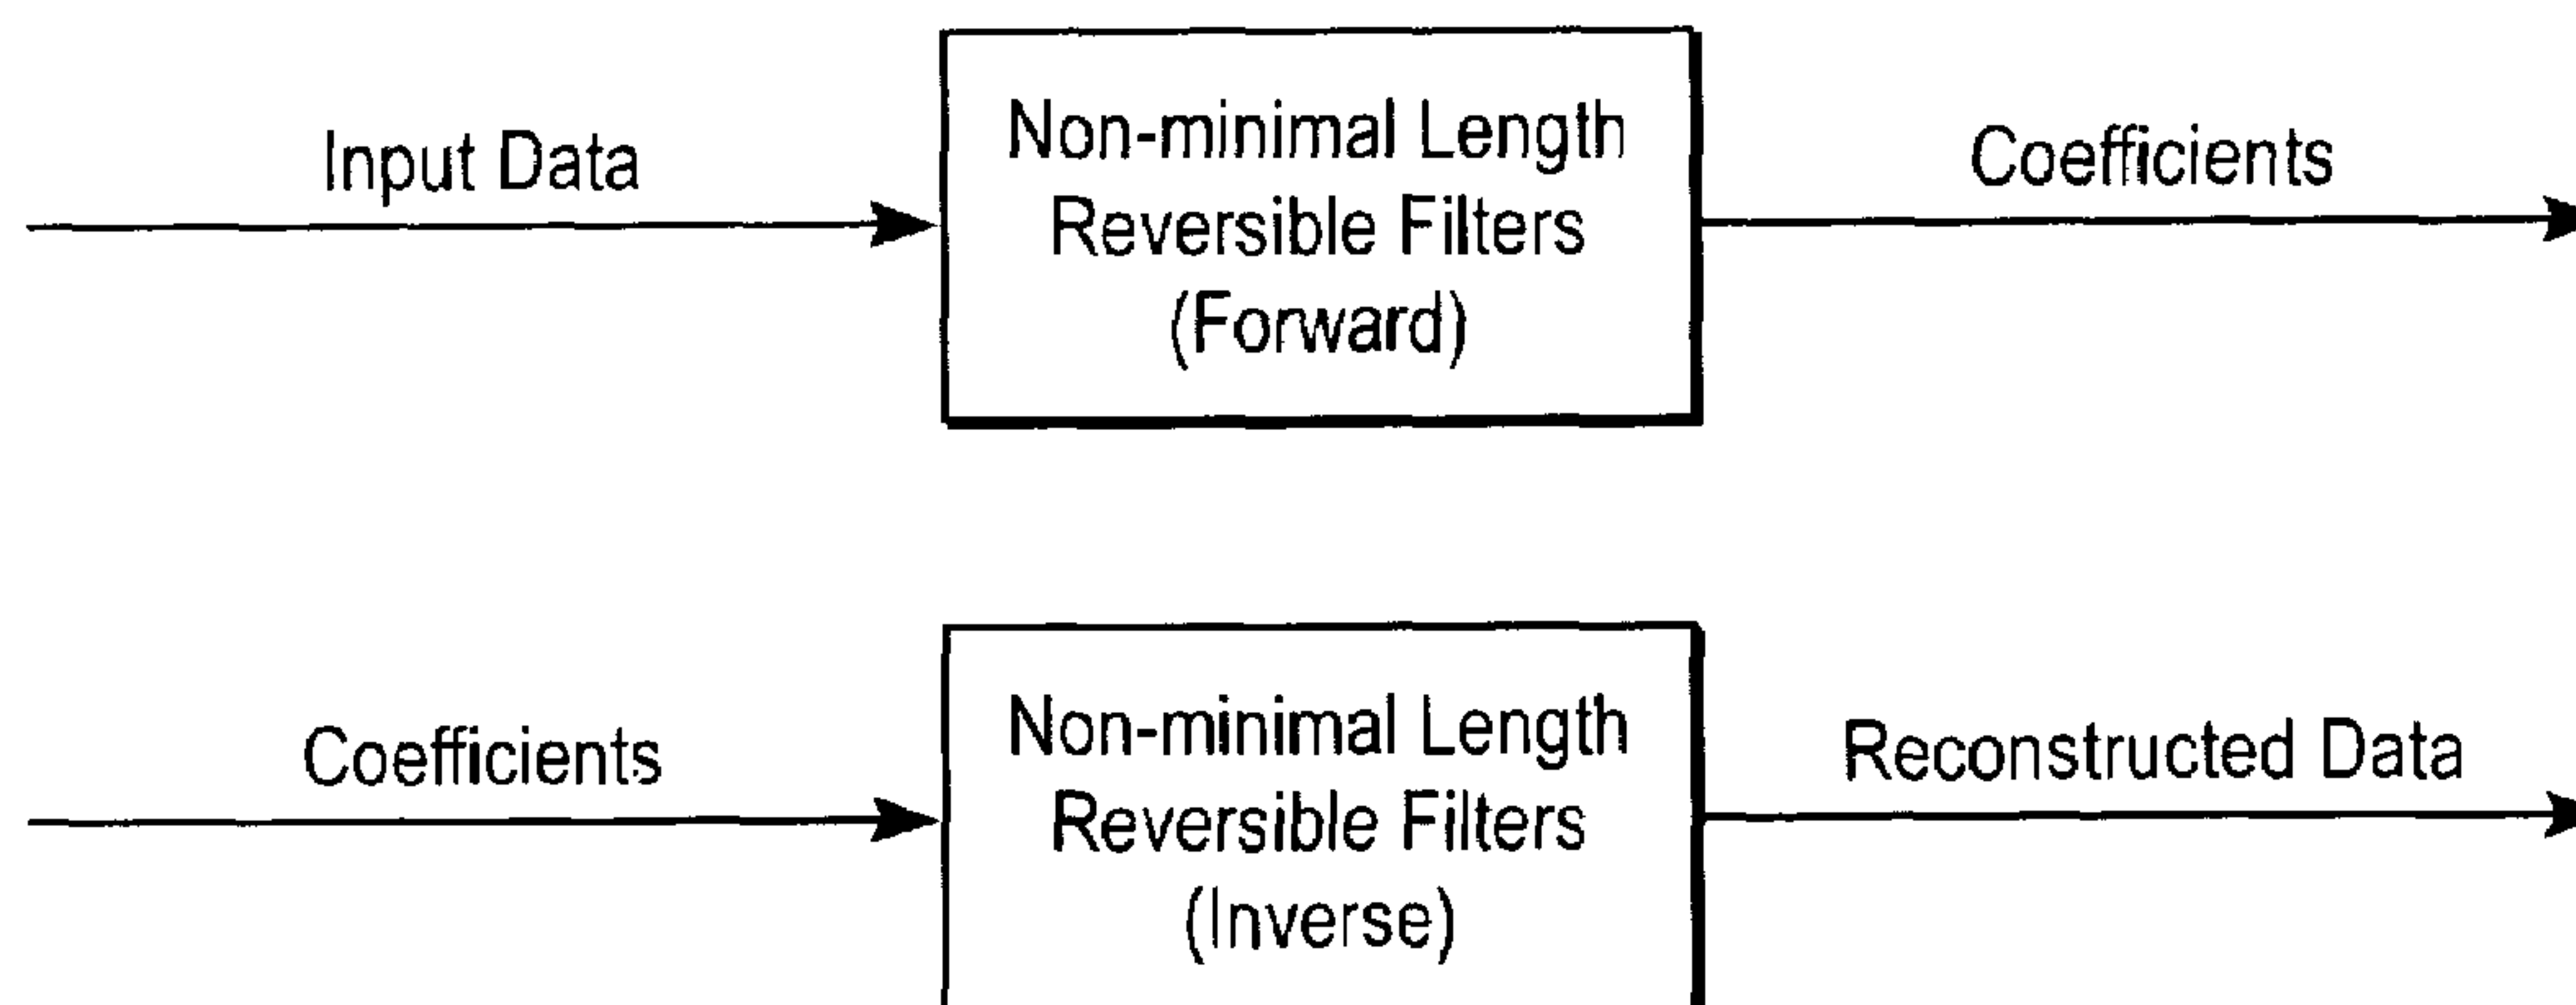 Input Data
Non-minimal Length
Reversible Filters
(Forward)
Coefficients
Coefficients
Non-minimal Length
Reversible Filters
(Inverse)
Reconstructed Data